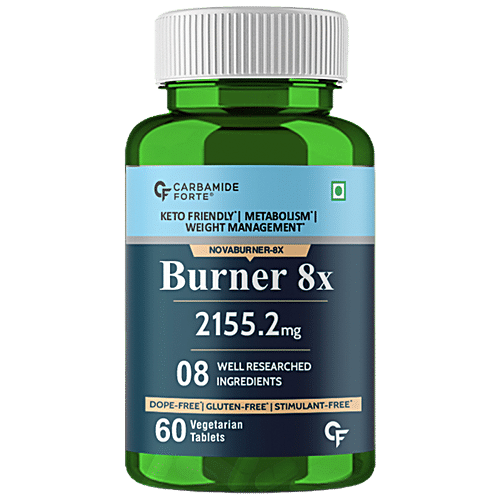 CF CARBAMIDE
FORTE®
KETO FRIENDLY*| METABOLISM*|
WEIGHT MANAGEMENT*
NOVABURNER-8X
Burner 8x
2155.2mg
08 WELL RESEARCHED
INGREDIENTS
DOPE-FREE*| GLUTEN-FREE*| STIMULANT-FREE*
60 Vegetarian
Tablets
CF